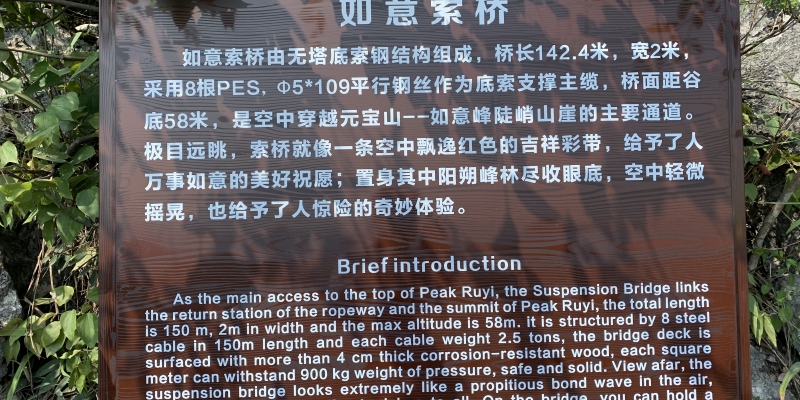 如意索桥
如意索桥由无塔底索钢结构组成，桥长142.4米，宽2米，
采用8根PES，Φ5*109平行钢丝作为底索支撑主缆，桥面距谷
底58米，是空中穿越元宝山--如意峰陡峭山崖的主要通道。
极目远眺，索桥就像一条空中飘逸红色的吉祥彩带，给予了人
万事如意的美好祝愿；置身其中阳朔峰林尽收眼底，空中轻微
摇晃，也给予了人惊险的奇妙体验。
Brief introduction
As the main access to the top of Peak Ruyi, the Suspension Bridge links
the return station of the ropeway and the summit of Peak Ruyi, the total length
is 150 m, 2m in width and the max altitude is 58m. it is structured by 8 steel
cable in 150m length and each cable weight 2.5 tons, the bridge deck is
surfaced with more than 4 cm thick corrosion-resistant wood, each square
meter can withstand 900 kg weight of pressure, safe and solid. View afar, the
suspension bridge looks extremely like a propitious bond wave in the air,
to all. On the bridge, you can hold a